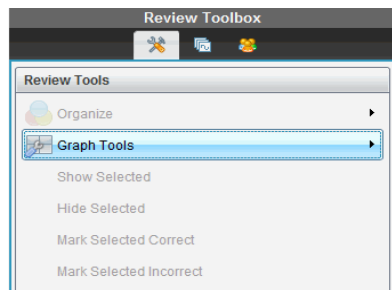 Review Toolbox
Review Tools
Organize
Graph Tools
Show Selected
Hide Selected
Mark Selected Correct
Mark Selected Incorrect